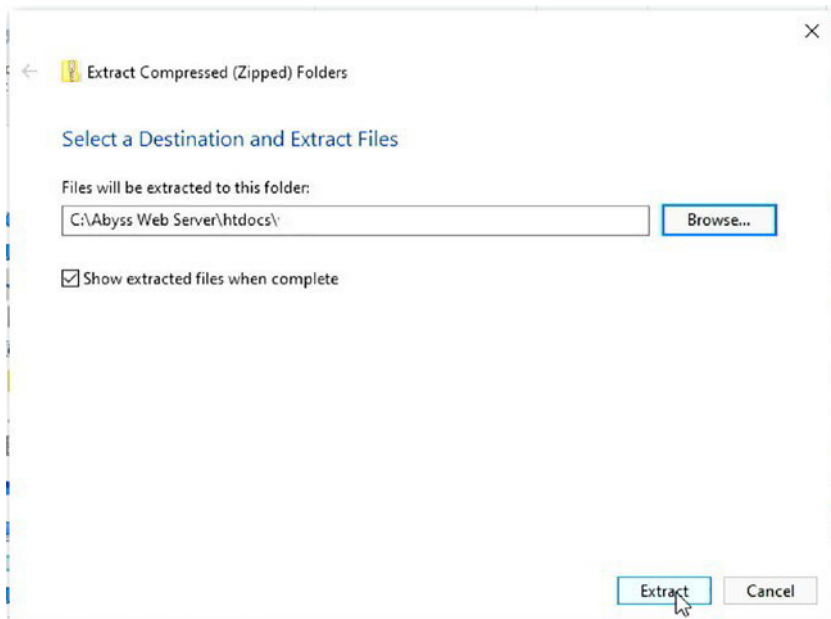 Extract Compressed (Zipped) Folders
Select a Destination and Extract Files
Files will be extracted to this folder:
C:\Abyss Web Server\htdocs\
Browse...
Show extracted files when complete
Extract
Cancel